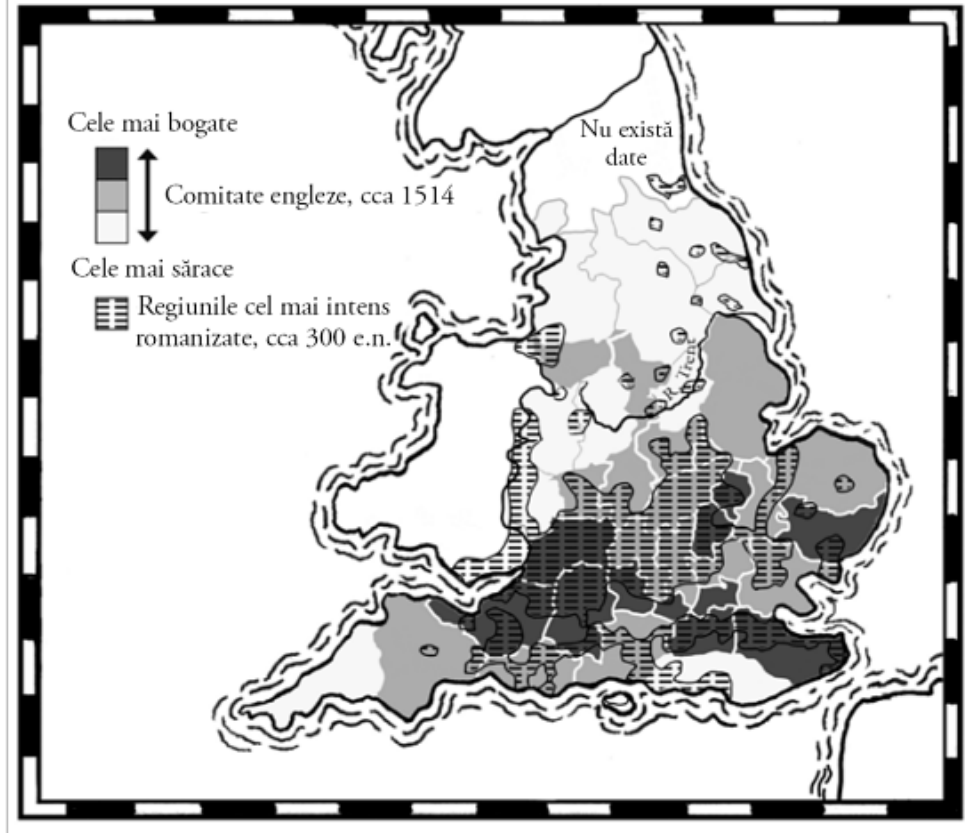 Cele mai bogate
Comitate engleze, cca 1514
Cele mai sărace
Regiunile cel mai intens
romanizate, cca 300 e.n.
Nu există
date
R. Trent